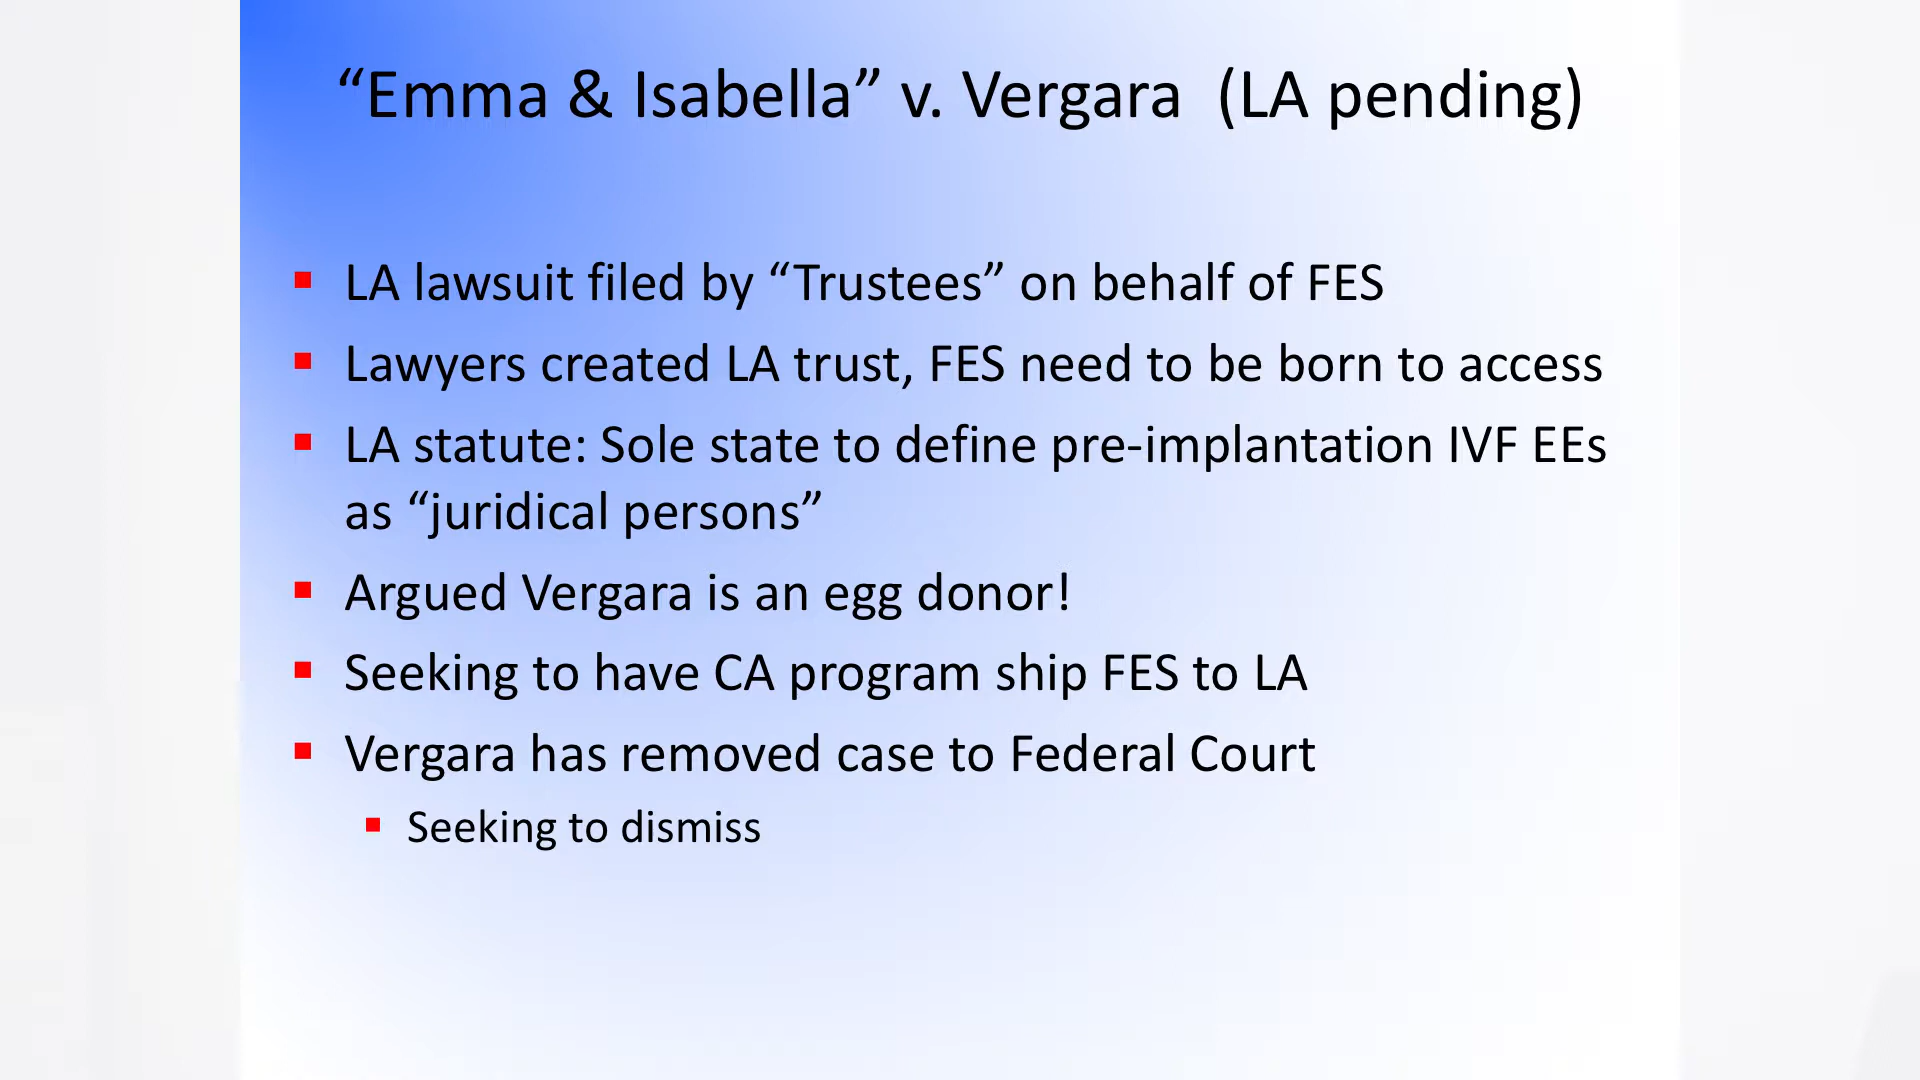 “Emma & Isabella” v. Vergara (LA pending)
▪ LA lawsuit filed by “Trustees” on behalf of FES
▪ Lawyers created LA trust, FES need to be born to access
▪ LA statute: Sole state to define pre-implantation IVF EEs
as “juridical persons”
▪ Argued Vergara is an egg donor!
▪ Seeking to have CA program ship FES to LA
▪ Vergara has removed case to Federal Court
▪ Seeking to dismiss